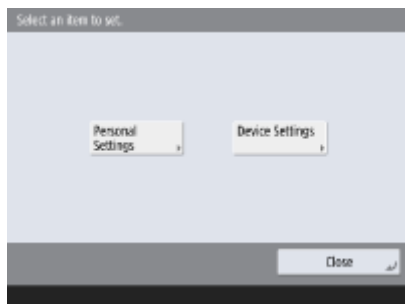 Select an item to set.
Personal
Settings
Device Settings
Close